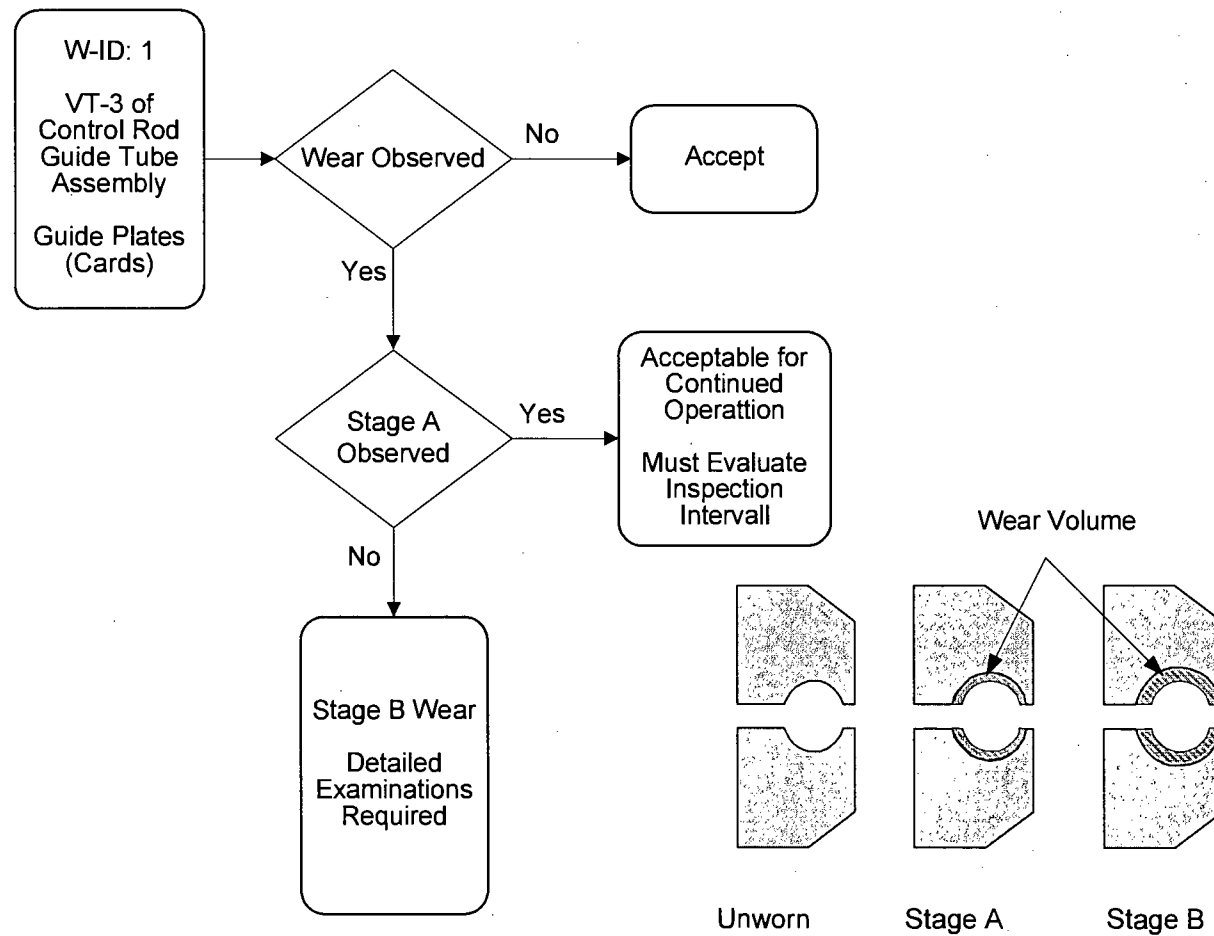 W-ID: 1
VT-3 of
Control Rod
Guide Tube
Assembly
Guide Plates
(Cards)
Wear Observed
No
Accept
Yes
Stage A
Observed
Yes
Acceptable for
Continued
Operattion
Must Evaluate
Inspection
Intervall
No
Stage B Wear
Detailed
Examinations
Required
Wear Volume
Unworn
Stage A
Stage B